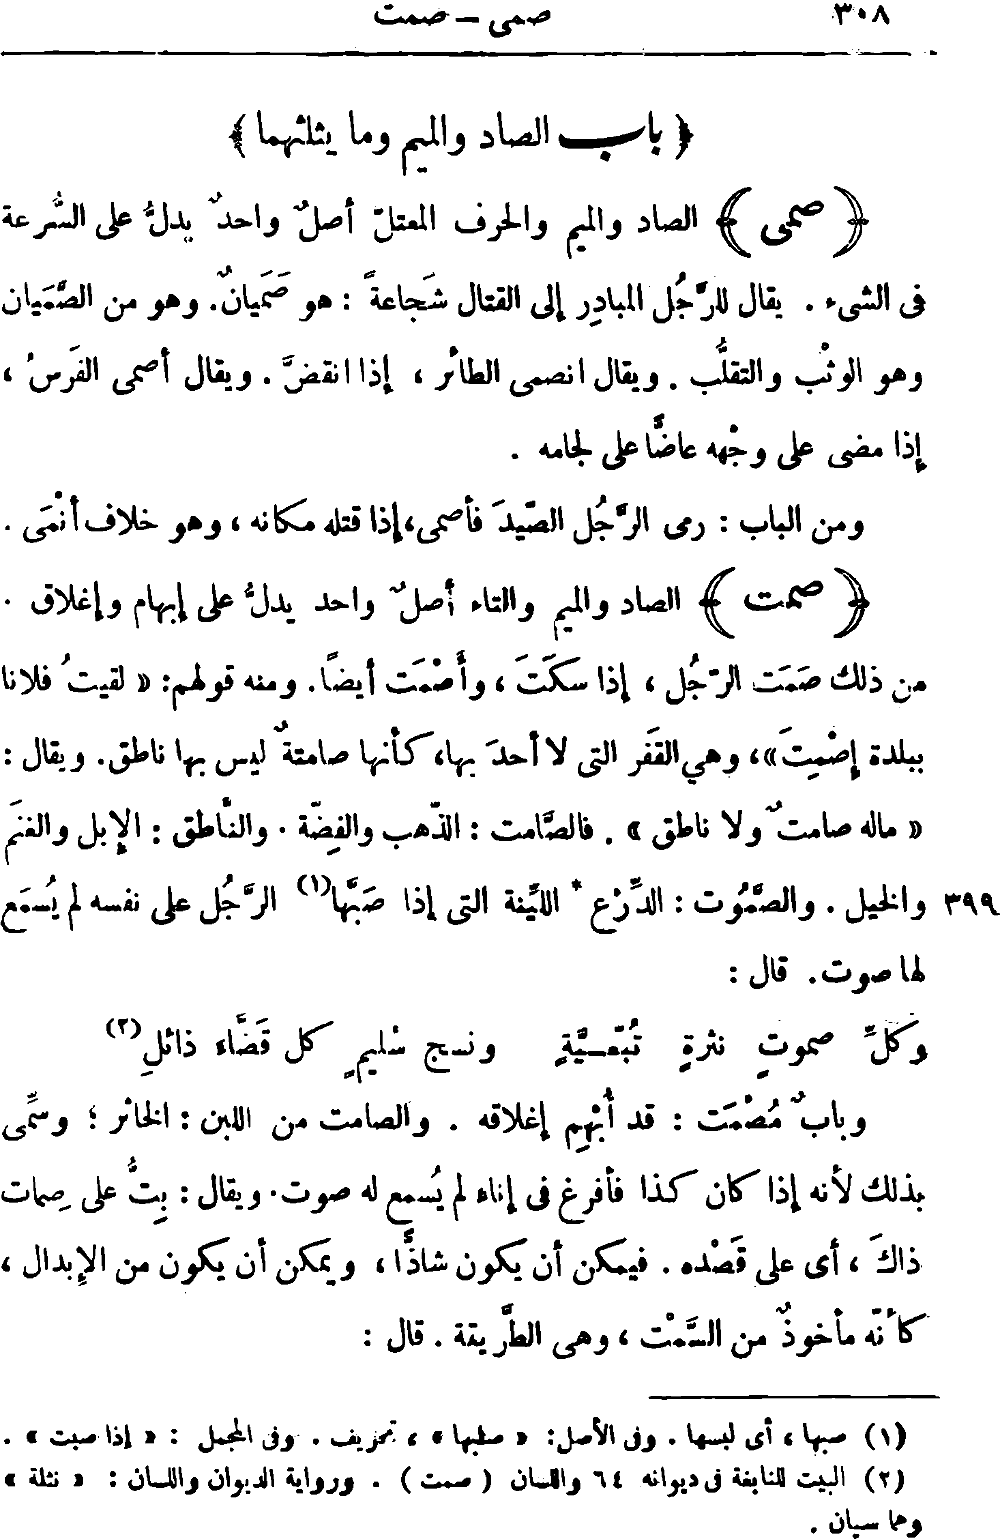 ٣٠٨
صمى – صمت
﴿ باب الصاد والميم وما يثلثهما ﴾
﴿ صمى ﴾ الصاد والميم والحرف المعتلّ أصلٌ واحدٌ يدلُّ على السُّرعة
فى الشىء . يقال للرَّجُل المبادِر إلى القتال شَجاعةً : هو صَمَيانٌ. وهو من الصَّمَيان
وهو الوثْب والتقلُّب . ويقال انصمى الطائر ، إذا انقضَّ . ويقال أصمى الفَرَسُ ،
إذا مضى على وجْهه عاضًّا على لجامه .
ومن الباب : رمى الرَّجُل الصّيدَ فأصمى، إذا قتله مكانه ، وهو خلاف أنْمَى .
﴿ صمت ﴾ الصاد والميم والتاء أصلٌ واحد يدلُّ على إبهام وإغلاق .
من ذلك صَمَت الرّجُل ، إذا سكَتَ ، وأَصْمَت أيضًا. ومنه قولهم: « لقيتُ فلانا
ببلدة إصْمِتَ»، وهي القَفر التى لا أحدَ بها، كأنها صامتةٌ ليس بها ناطق. ويقال :
« ماله صامتٌ ولا ناطق » . فالصَّامت : الذّهب والفِضّة . والنَّاطق : الإبل والغنَم
والخيل . والصَّمُوت : الدِّرْع * الليِّنة التى إذا صَبَّها(١) الرَّجُل على نفسه لم يُسمَع ٣٩٩
لها صوت. قال :
وكلِّ صموتٍ نثرةٍ تُبّعـيَّةٍ ونسج سُليمٍ كل قَضَّاء ذائلِ(٢)
وبابٌ مُصْمَت : قد أُبْهِم إغلاقه . والصامت من اللبن : الخاثر ؛ وسمِّى
بذلك لأنه إذا كان كذا فأفرغ فى إناء لم يُسمع له صوت. ويقال : بِتُّ على صِمات
ذاكَ ، أى على قَصْده . فيمكن أن يكون شاذًّا ، ويمكن أن يكون من الإبدال ،
كأنّه مأخوذٌ من السَّمْت ، وهى الطَّريقة . قال :
(١) صبها ، أى لبسها . وفى الأصل: « صلبها » ، تحريف . وفى المجمل : « إذا صبت » .
(٢) البيت للنابغة فى ديوانه ٦٤ واللسان ( صمت ) . ورواية الديوان واللسان : « نثلة »
وهما سيان .